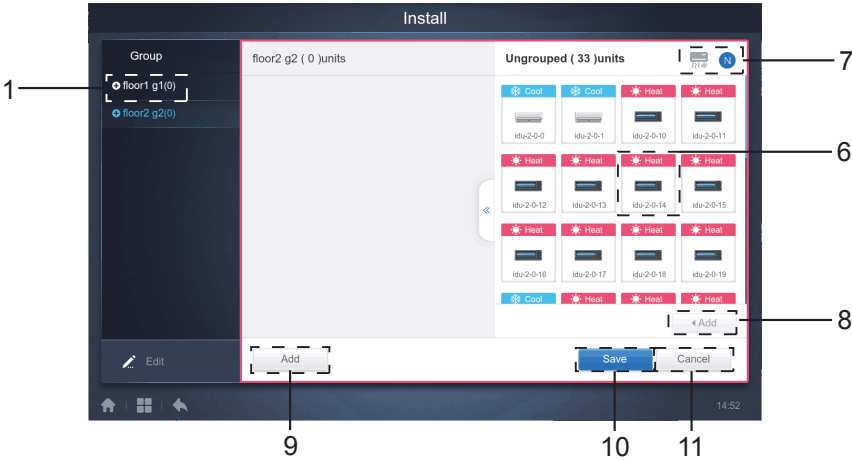 Install
Group
floor2 g2 ( 0 )units
Ungrouped ( 33 )units
N
7
1
floor1 g1(0)
floor2 g2(0)
Cool
Cool
Heat
Heat
idu-2-0-0
idu-2-0-1
idu-2-0-10
idu-2-0-11
6
Heat
Heat
Heat
Heat
idu-2-0-12
idu-2-0-13
idu-2-0-14
idu-2-0-15
«
Heat
Heat
Heat
Heat
idu-2-0-16
idu-2-0-17
idu-2-0-18
idu-2-0-19
Cool
Heat
Heat
Heat
Add
8
Edit
Add
Save
Cancel
14:52
9
10
11